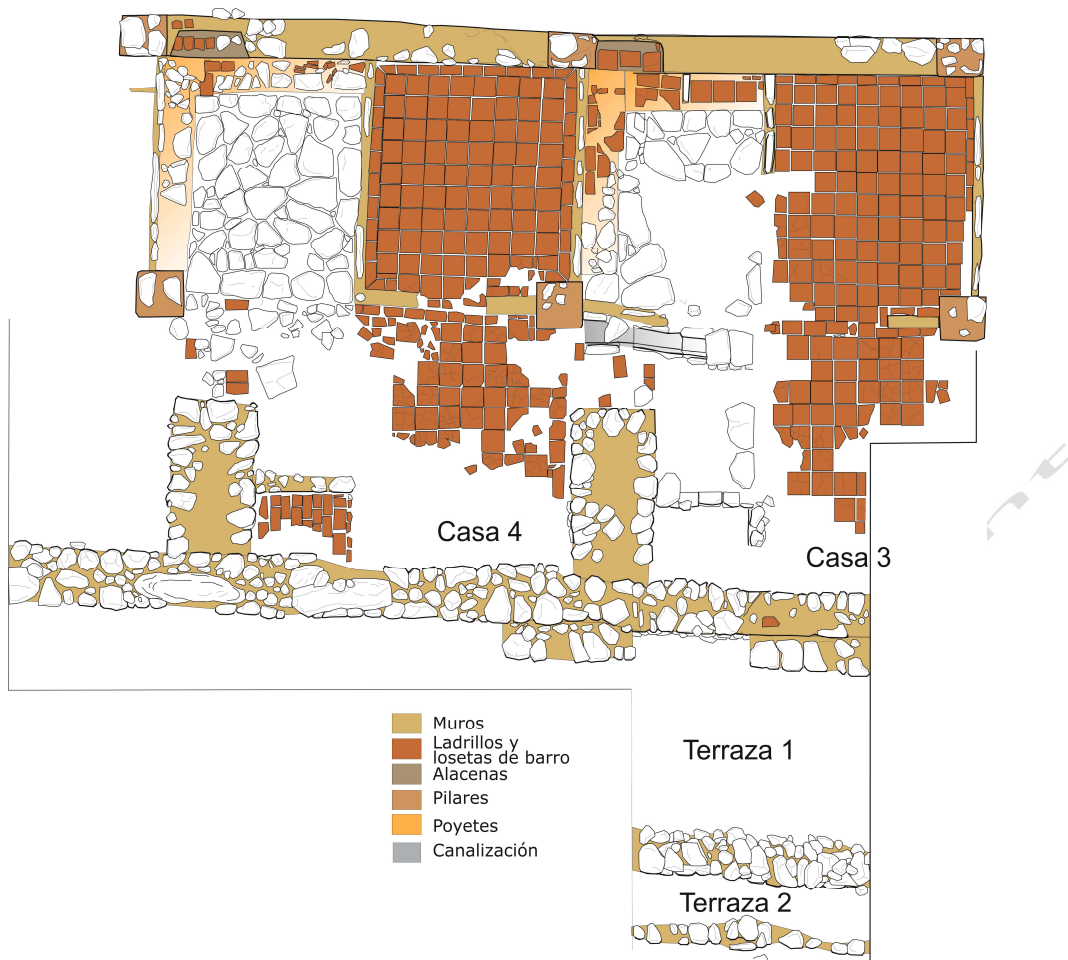 Casa 4
Casa 3
Muros
Ladrillos y
losetas de barro
Alacenas
Pilares
Poyetes
Canalización
Terraza 1
Terraza 2